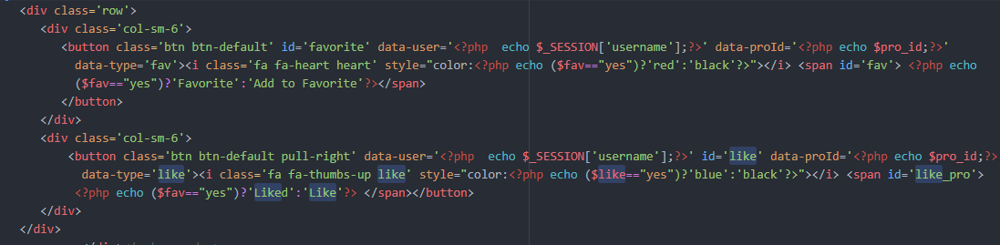 <div class='row'>
<div class='col-sm-6'>
<button class='btn btn-default' id='favorite' data-user='<?php  echo $_SESSION['username'];?>' data-proId='<?php echo $pro_id;?>'
data-type='fav'><i class='fa fa-heart heart' style="color:<?php echo ($fav=="yes")?'red':'black'?>"></i> <span id='fav'> <?php echo
($fav=="yes")?'Favorite':'Add to Favorite'?></span>
</button>
</div>
<div class='col-sm-6'>
<button class='btn btn-default pull-right' data-user='<?php  echo $_SESSION['username'];?>' id='like' data-proId='<?php echo $pro_id;?>
data-type='like'><i class='fa fa-thumbs-up like' style="color:<?php echo ($like=="yes")?'blue':'black'?>"></i> <span id='like_pro'>
<?php echo ($fav=="yes")?'Liked':'Like'?> </span></button>
</div>
</div>